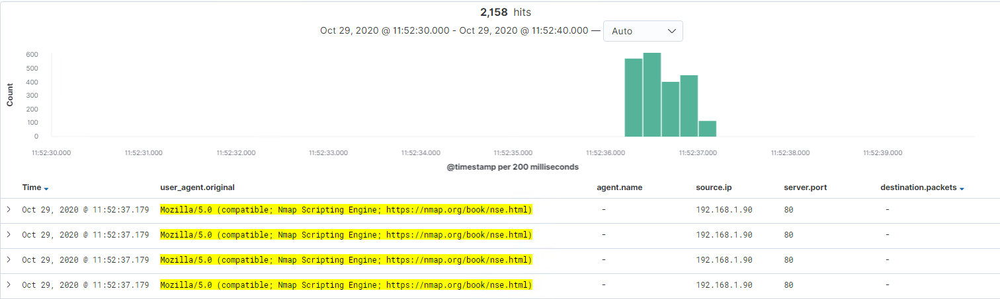 2,158 hits
Oct 29, 2020 @ 11:52:30.000 - Oct 29, 2020 @ 11:52:40.000 — Auto
Count
600
500
400
300
200
100
0
11:52:30.000 11:52:31.000 11:52:32.000 11:52:33.000 11:52:34.000 11:52:35.000 11:52:36.000 11:52:37.000 11:52:38.000 11:52:39.000
@timestamp per 200 milliseconds
Time user_agent.original agent.name source.ip server.port destination.packets
Oct 29, 2020 @ 11:52:37.179 Mozilla/5.0 (compatible; Nmap Scripting Engine; https://nmap.org/book/nse.html) - 192.168.1.90 80 -
Oct 29, 2020 @ 11:52:37.179 Mozilla/5.0 (compatible; Nmap Scripting Engine; https://nmap.org/book/nse.html) - 192.168.1.90 80 -
Oct 29, 2020 @ 11:52:37.179 Mozilla/5.0 (compatible; Nmap Scripting Engine; https://nmap.org/book/nse.html) - 192.168.1.90 80 -
Oct 29, 2020 @ 11:52:37.179 Mozilla/5.0 (compatible; Nmap Scripting Engine; https://nmap.org/book/nse.html) - 192.168.1.90 80 -